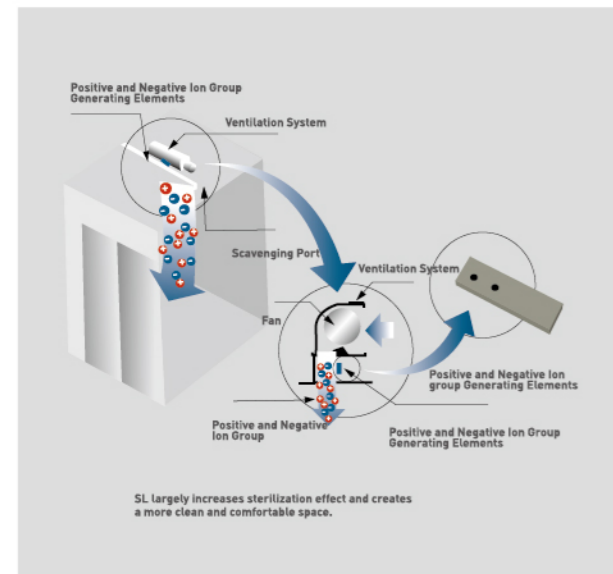 Positive and Negative Ion Group
Generating Elements
Ventilation System
Scavenging Port
Ventilation System
Fan
Positive and Negative Ion
group Generating Elements
Positive and Negative
Ion Group
Positive and Negative Ion Group
Generating Elements
SL largely increases sterilization effect and creates
a more clean and comfortable space.